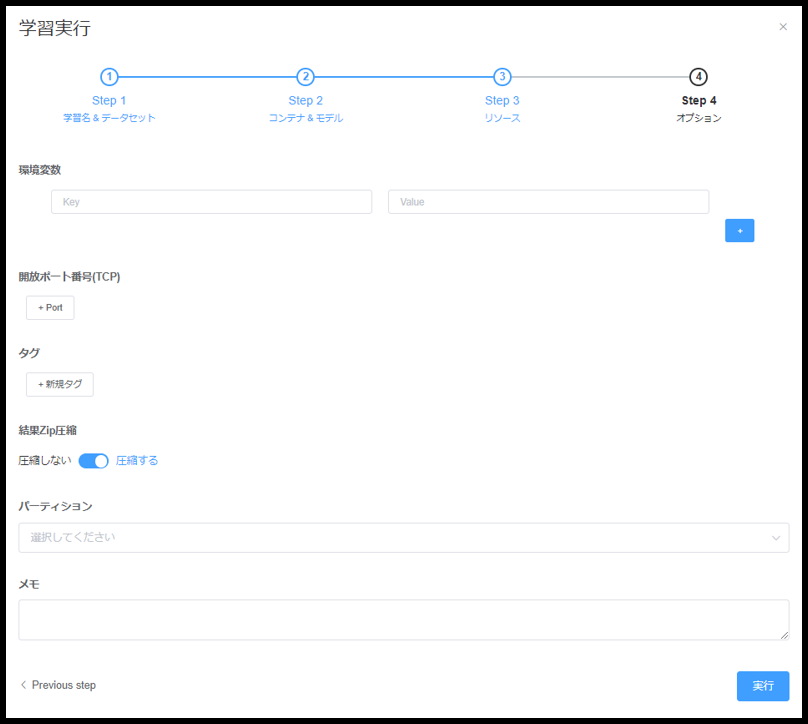 学習実行
×
1
2
3
4
Step 1
Step 2
Step 3
Step 4
学習名 & データセット
コンテナ & モデル
リソース
オプション
環境変数
Key
Value
+
開放ポート番号(TCP)
+ Port
タグ
+ 新規タグ
結果Zip圧縮
圧縮しない 圧縮する
パーティション
選択してください
メモ
< Previous step
実行